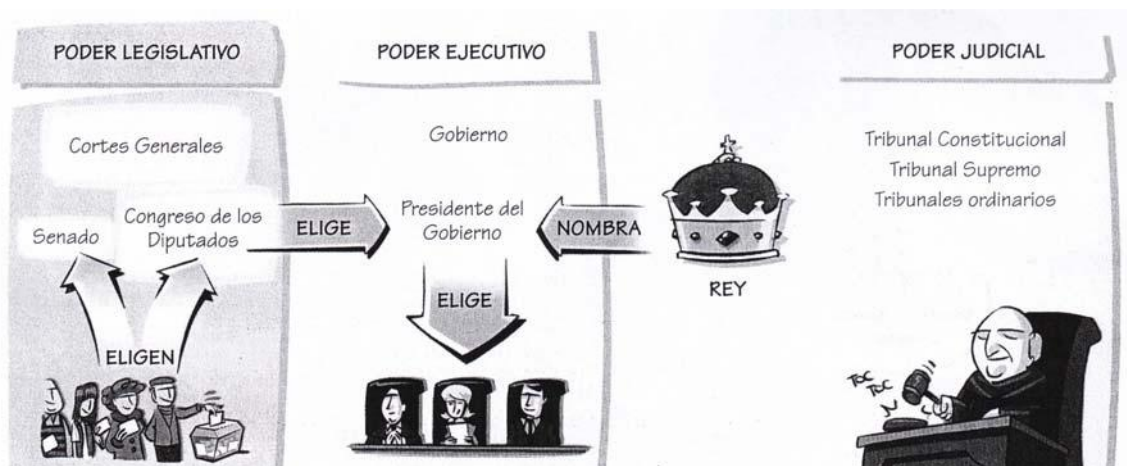 PODER LEGISLATIVO
Cortes Generales
Senado
Congreso de los
Diputados
ELIGEN
ELIGE
PODER EJECUTIVO
Gobierno
Presidente del
Gobierno
ELIGE
NOMBRA
REY
PODER JUDICIAL
Tribunal Constitucional
Tribunal Supremo
Tribunales ordinarios
TOC
TOC